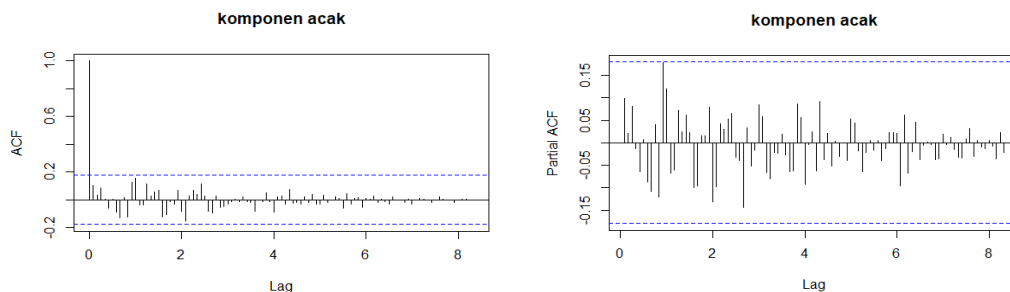 komponen acak
ACF
1.0
0.6
0.2
-0.2
0 2 4 6 8
Lag
komponen acak
Partial ACF
0.15
0.05
-0.05
-0.15
0 2 4 6 8
Lag